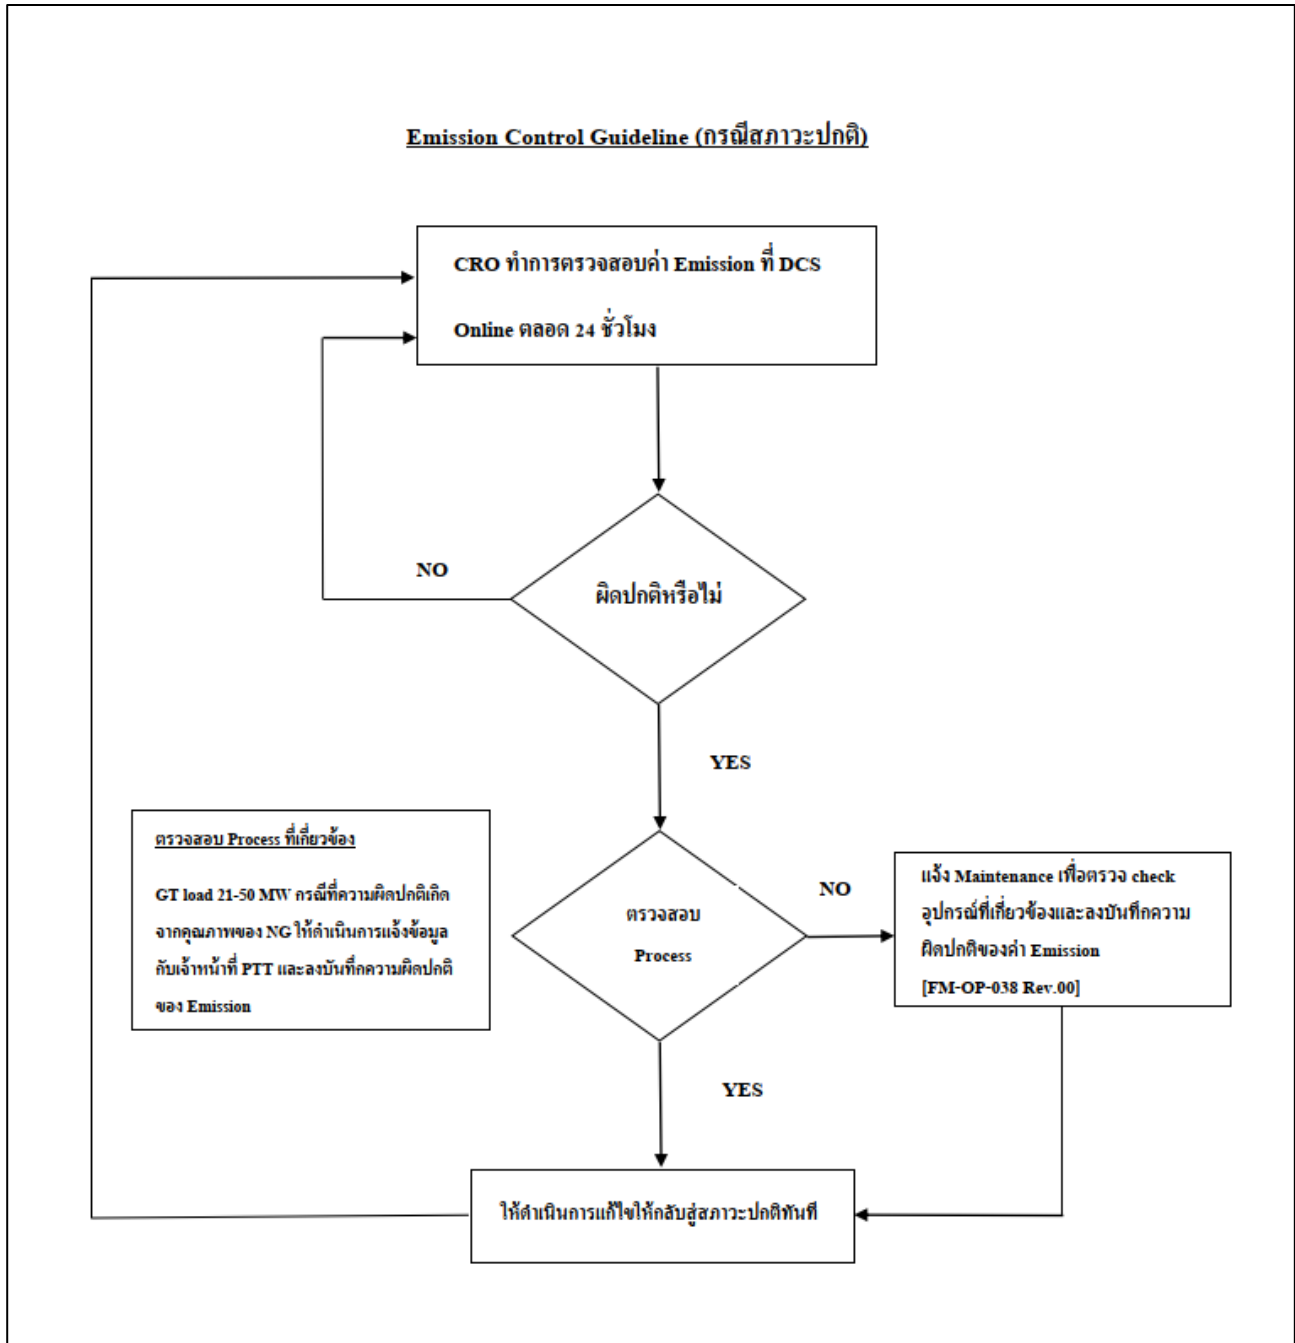 Emission Control Guideline (กรณีสภาวะปกติ)
CRO ทำการตรวจสอบค่า Emission ที่ DCS
Online ตลอด 24 ชั่วโมง
NO
ผิดปกติหรือไม่
YES
ตรวจสอบ Process ที่เกี่ยวข้อง
GT load 21-50 MW กรณีที่ความผิดปกติเกิด
จากคุณภาพของ NG ให้ดำเนินการแจ้งข้อมูล
กับเจ้าหน้าที่ PTT และลงบันทึกความผิดปกติ
ของ Emission
ตรวจสอบ
Process
NO
แจ้ง Maintenance เพื่อตรวจ check
อุปกรณ์ที่เกี่ยวข้องและลงบันทึกความ
ผิดปกติของค่า Emission
[FM-OP-038 Rev.00]
YES
ให้ดำเนินการแก้ไขให้กลับสู่สภาวะปกติทันที